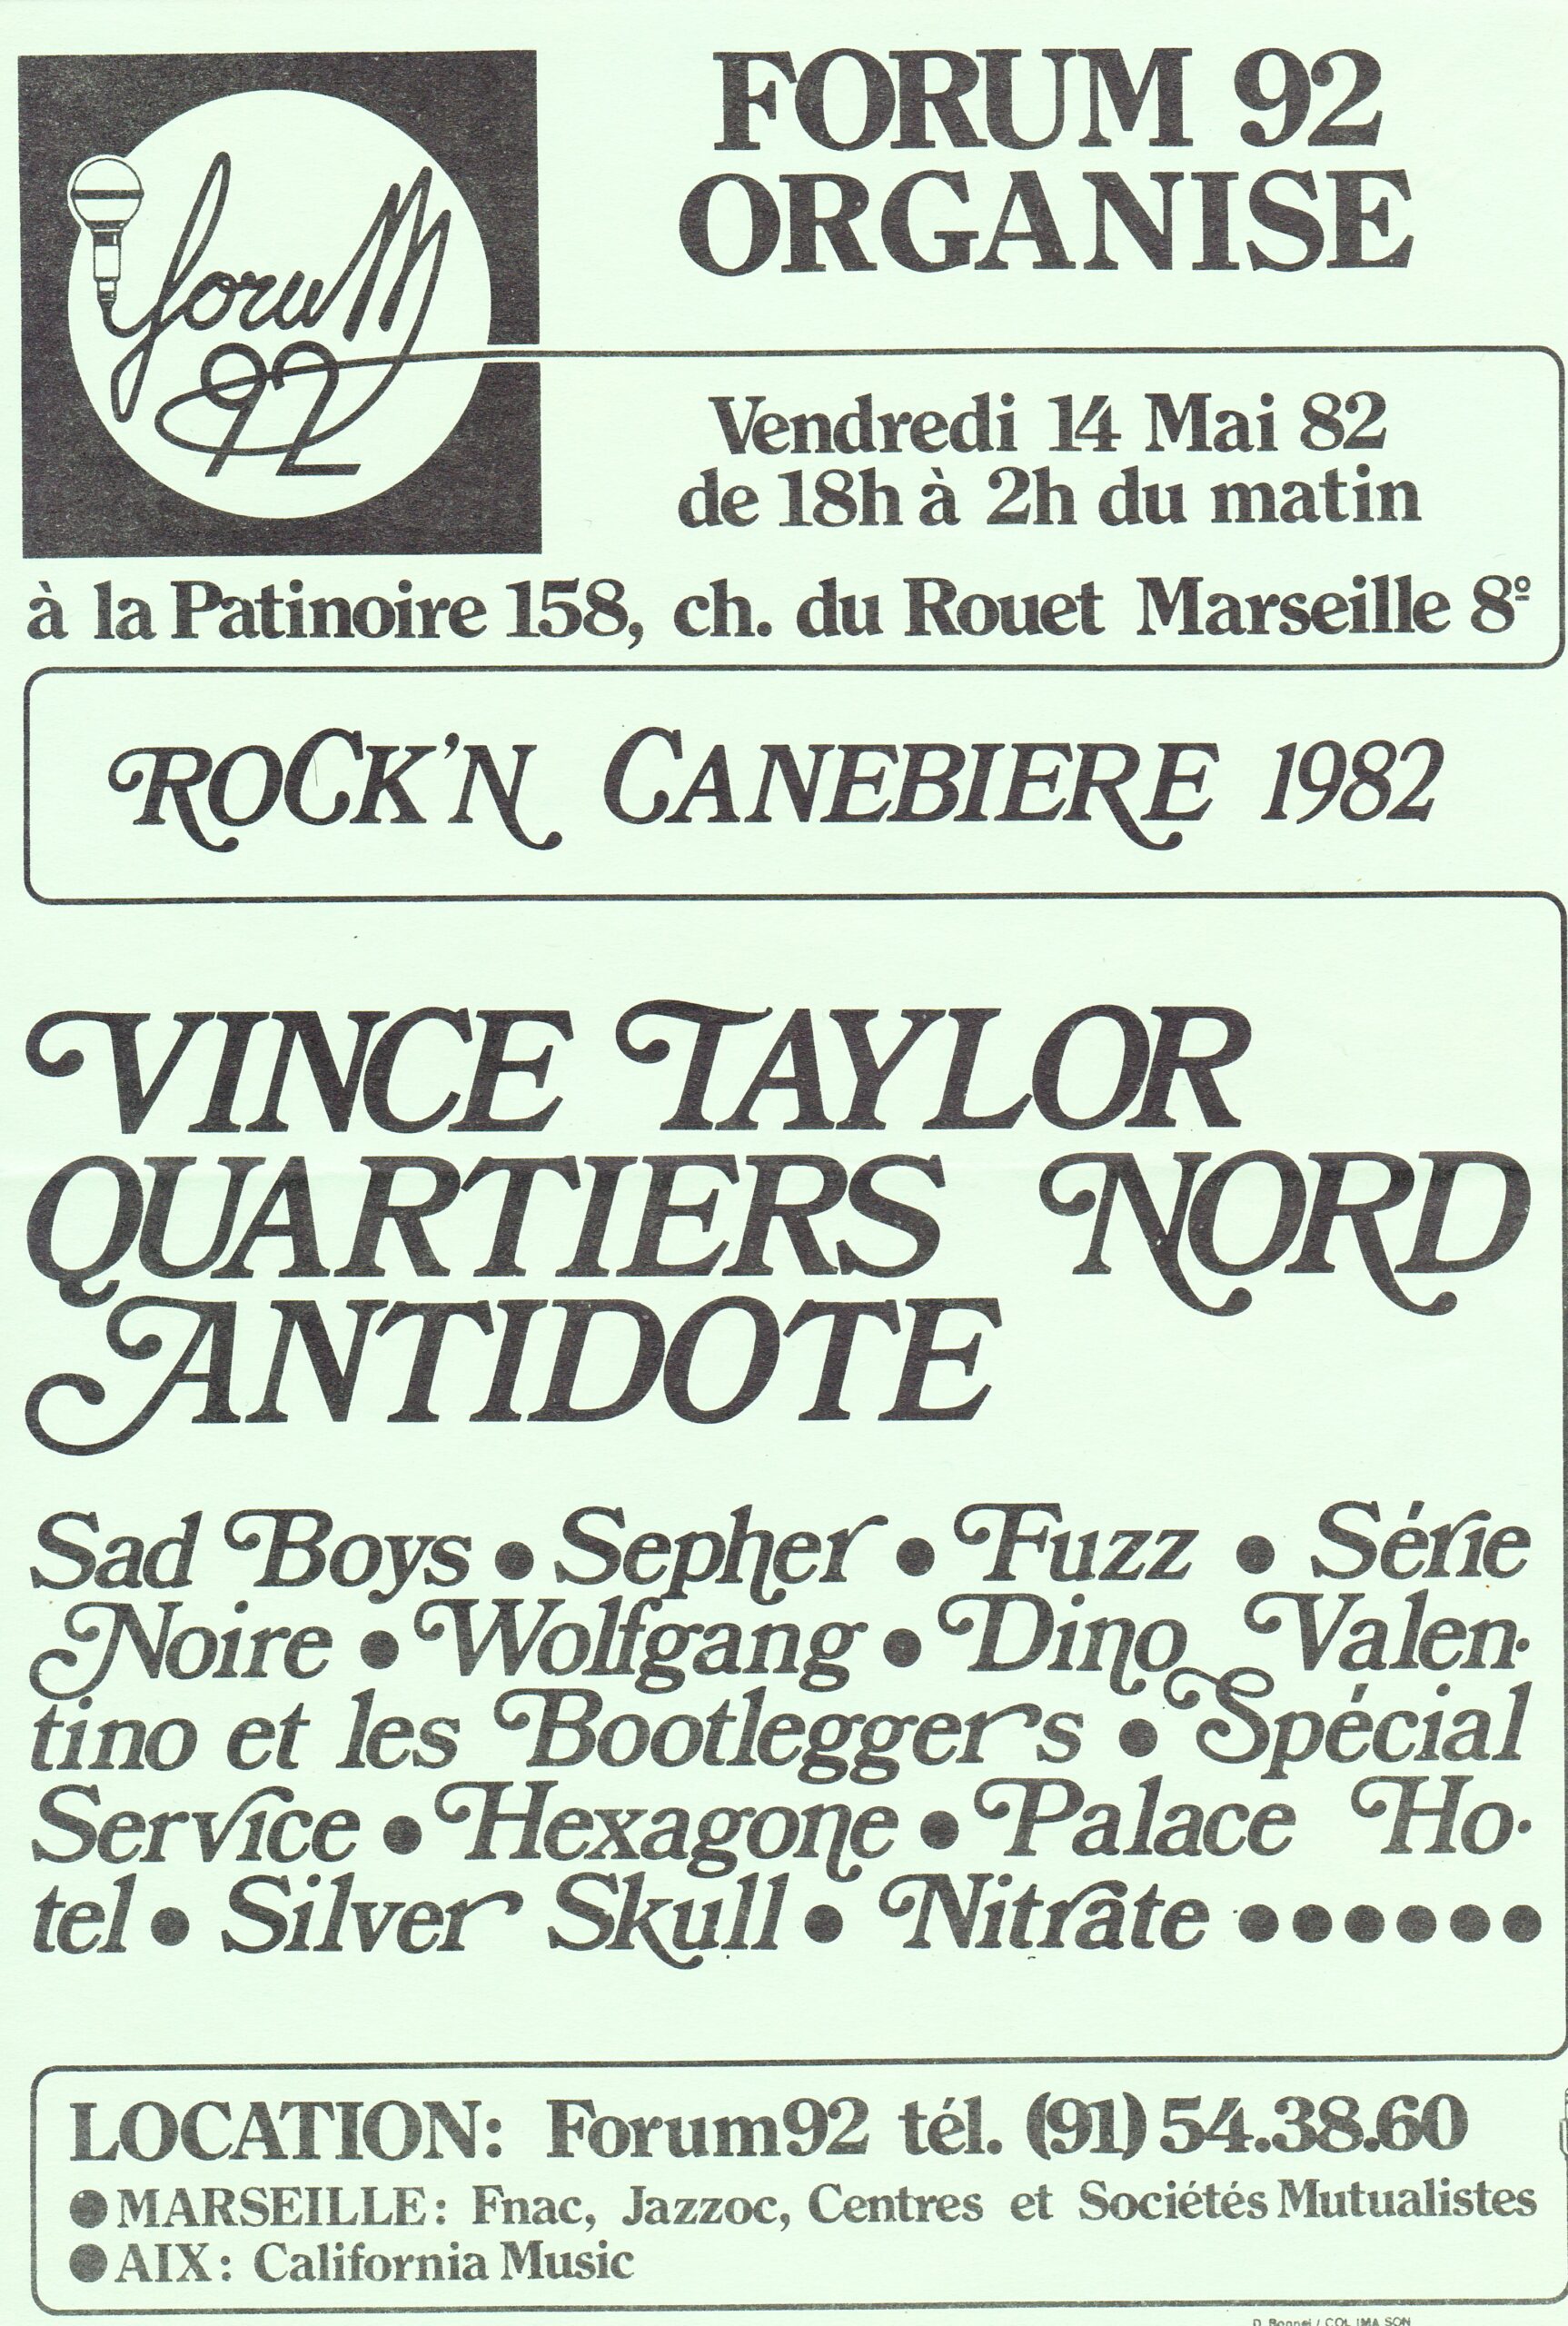 forum
92
FORUM 92
ORGANISE
Vendredi 14 Mai 82
de 18h à 2h du matin
à la Patinoire 158, ch. du Rouet Marseille 8º
ROCK'N CANEBIERE 1982
VINCE TAYLOR
QUARTIERS NORD
ANTIDOTE
Sad Boys • Sepher • Fuzz • Série
Noire • Wolfgang • Dino Valen-
tino et les Bootleggers • Spécial
Service • Hexagone • Palace Ho-
tel • Silver Skull • Nitrate ••••••
LOCATION: Forum92 tél. (91) 54.38.60
• MARSEILLE: Fnac, Jazzoc, Centres et Sociétés Mutualistes
• AIX: California Music